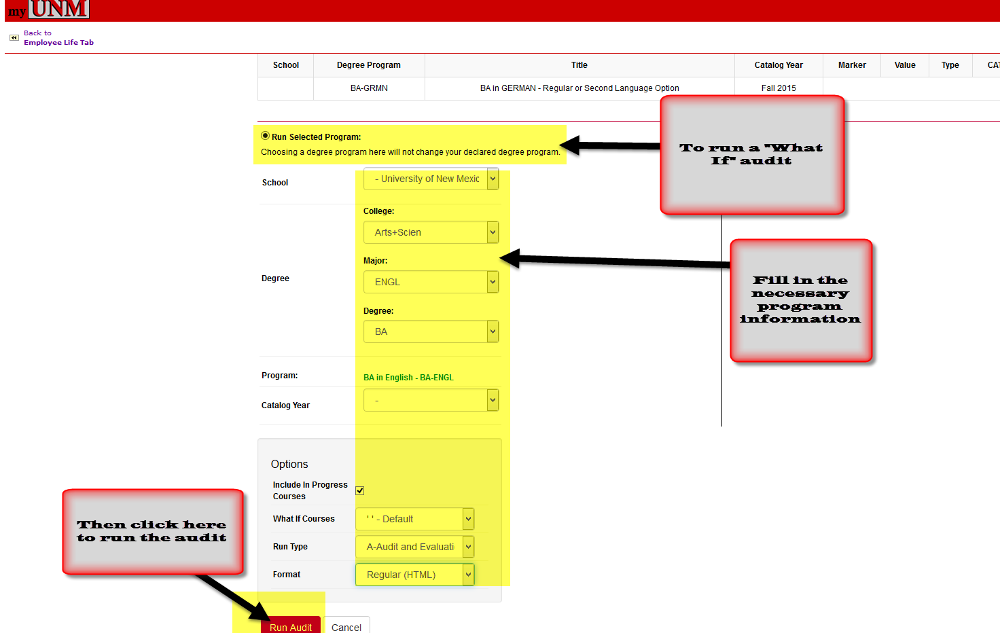 my UNM
Back to
Employee Life Tab
School Degree Program Title Catalog Year Marker Value Type CAT
BA-GRMN BA in GERMAN - Regular or Second Language Option Fall 2015
Run Selected Program:
Choosing a degree program here will not change your declared degree program.
To run a "What
If" audit
School - University of New Mexic
College:
Arts+Scien
Major:
Degree ENGL
Fill in the
necessary
program
information
Degree:
BA
Program: BA in English - BA-ENGL
Catalog Year -
Options
Include In Progress
Courses
What If Courses ' ' - Default
Run Type A-Audit and Evaluati
Format Regular (HTML)
Then click here
to run the audit
Run Audit Cancel